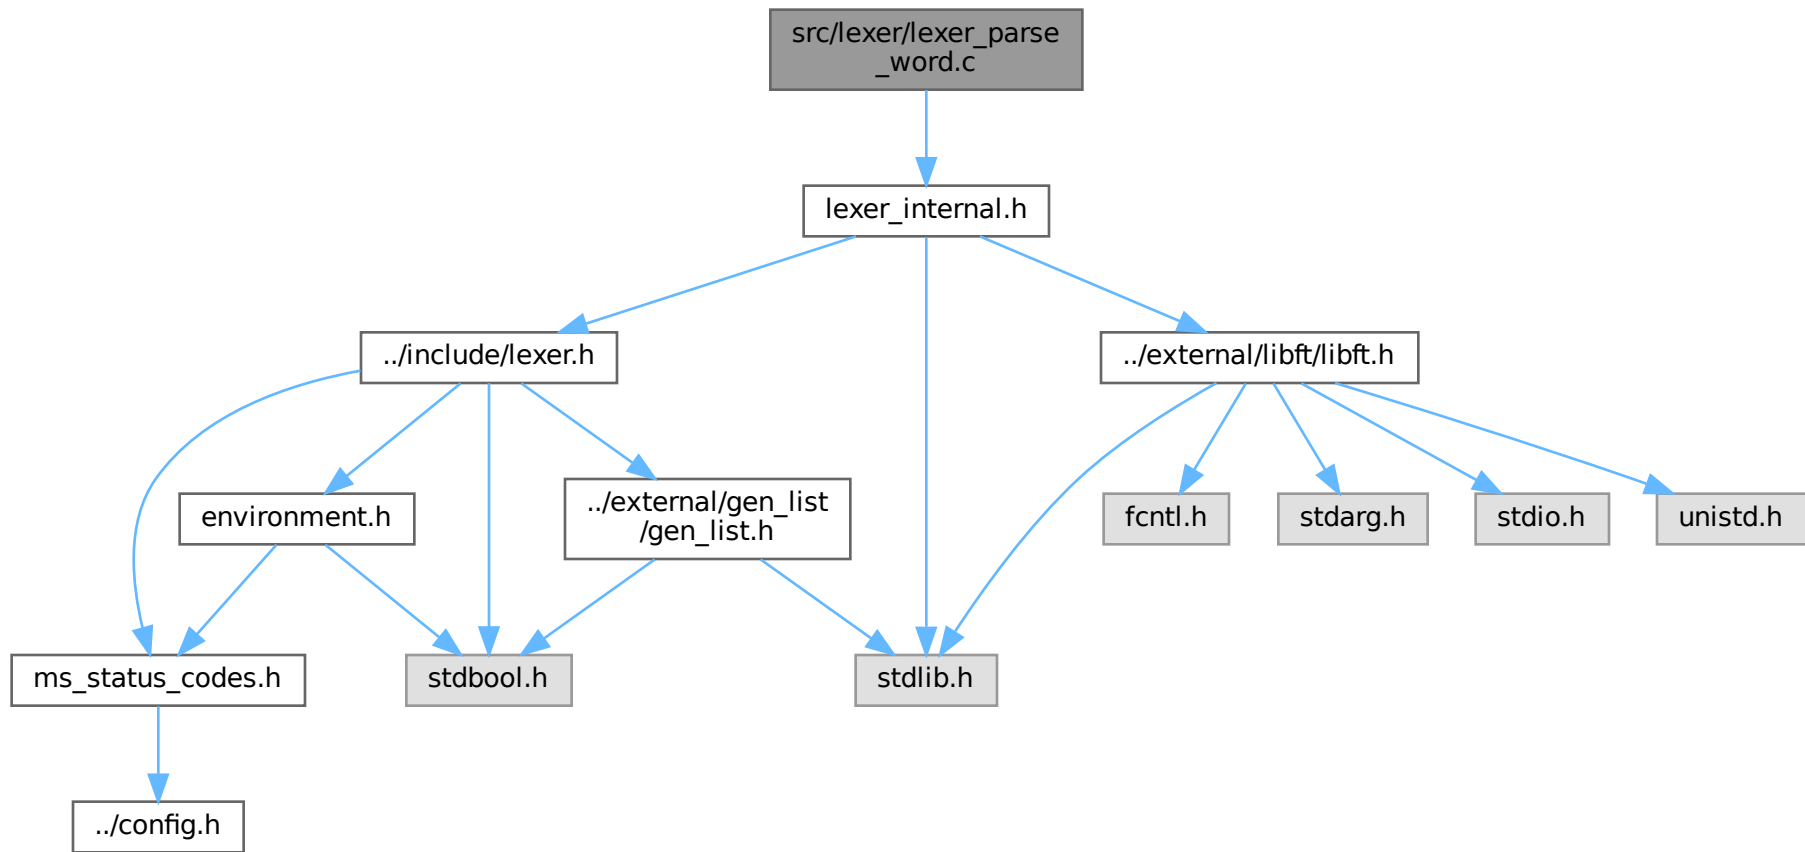 src/lexer/lexer_parse
_word.c
lexer_internal.h
../include/lexer.h
../external/libft/libft.h
environment.h
../external/gen_list
/gen_list.h
fcntl.h
stdarg.h
stdio.h
unistd.h
ms_status_codes.h
stdbool.h
stdlib.h
../config.h